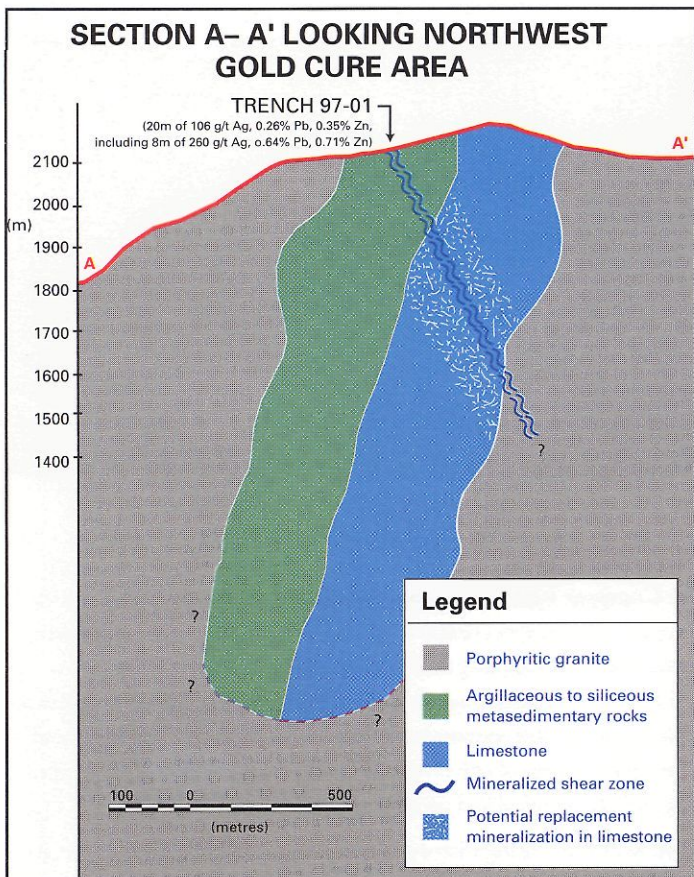 SECTION A– A' LOOKING NORTHWEST
GOLD CURE AREA
TRENCH 97-01
(20m of 106 g/t Ag, 0.26% Pb, 0.35% Zn,
including 8m of 260 g/t Ag, o.64% Pb, 0.71% Zn)
A'
2100
2000
(m)
1900
A
1800
1700
1600
1500
1400
?
?
?
?
Legend
Porphyritic granite
Argillaceous to siliceous
metasedimentary rocks
Limestone
Mineralized shear zone
Potential replacement
mineralization in limestone
100 0 500
(metres)